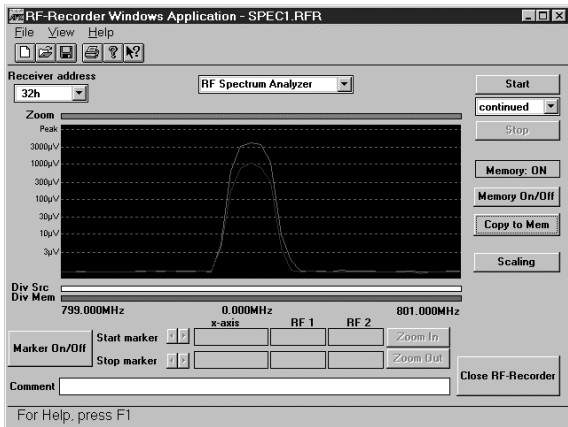 RF-Recorder Windows Application - SPEC1.RFR
File View Help
Receiver address
32h
RF Spectrum Analyzer
Start
continued
Stop
Zoom
Peak
3000µV
1000µV
300µV
100µV
30µV
10µV
3µV
Memory: ON
Memory On/Off
Copy to Mem
Scaling
Div Src
Div Mem
799.000MHz 0.000MHz 801.000MHz
x-axis RF 1 RF 2
Marker On/Off
Start marker
Zoom In
Stop marker
Zoom Out
Close RF-Recorder
Comment
For Help, press F1